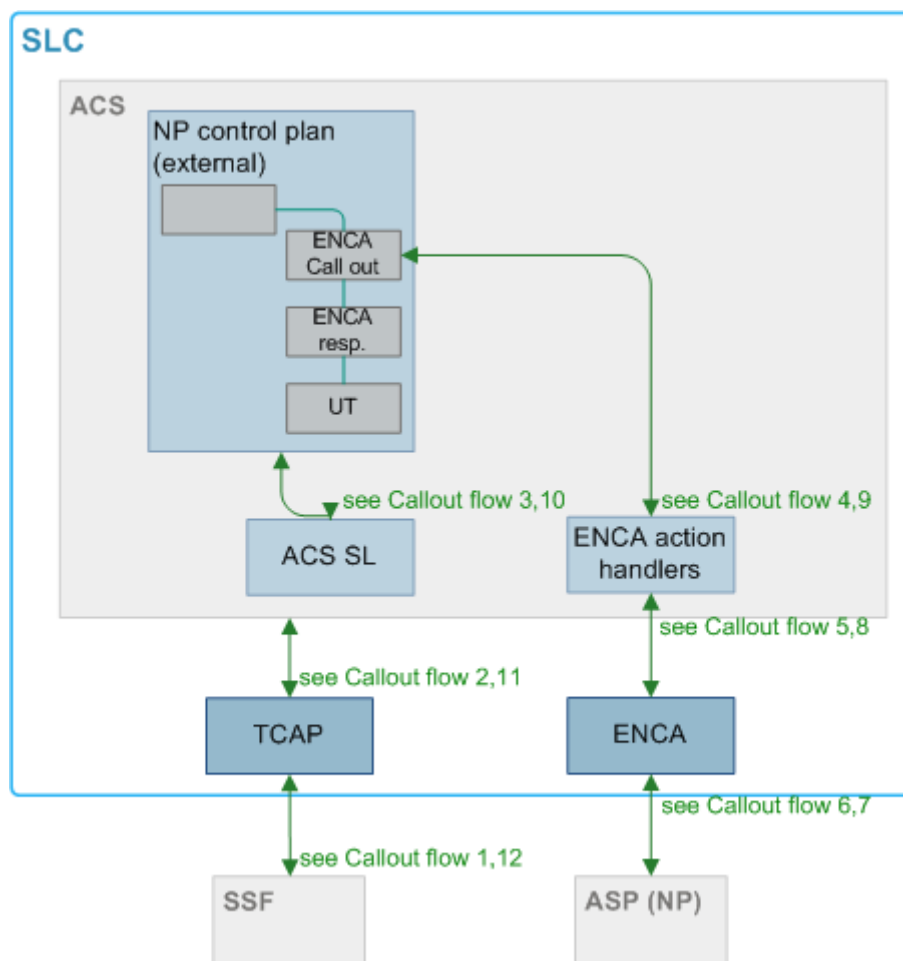 SLC
ACS
NP control plan
(external)
ENCA
Call out
ENCA
resp.
UT
see Callout flow 3,10
see Callout flow 4,9
ACS SL
ENCA action
handlers
see Callout flow 5,8
see Callout flow 2,11
TCAP
ENCA
see Callout flow 6,7
see Callout flow 1,12
SSF
ASP (NP)